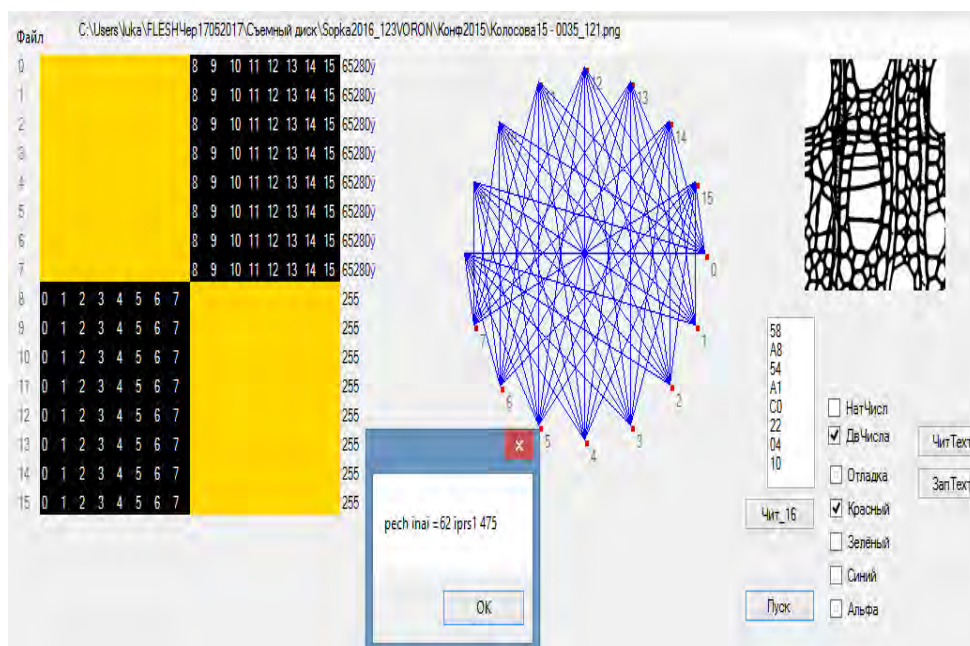 Файл C:\Users\luka\FLESHЧер17052017\Съемный диск\Sopka2016_123VORON\Конф2015\Колосова15 - 0035_121.png
0 8 9 10 11 12 13 14 15 65280ÿ
1 8 9 10 11 12 13 14 15 65280ÿ
2 8 9 10 11 12 13 14 15 65280ÿ
3 8 9 10 11 12 13 14 15 65280ÿ
4 8 9 10 11 12 13 14 15 65280ÿ
5 8 9 10 11 12 13 14 15 65280ÿ
6 8 9 10 11 12 13 14 15 65280ÿ
7 8 9 10 11 12 13 14 15 65280ÿ
8 0 1 2 3 4 5 6 7 255
9 0 1 2 3 4 5 6 7 255
10 0 1 2 3 4 5 6 7 255
11 0 1 2 3 4 5 6 7 255
12 0 1 2 3 4 5 6 7 255
13 0 1 2 3 4 5 6 7 255
14 0 1 2 3 4 5 6 7 255
15 0 1 2 3 4 5 6 7 255
12
13
14
15
0
1
2
3
4
5
6
7
pech inai =62 iprs1 475
OK
58
A8
54
A1
C0
22
04
10
Чит_16
Пуск
НатЧисл
ДвЧисла
Отладка
Красный
Зелёный
Синий
Альфа
ЧитТext
ЗапТext